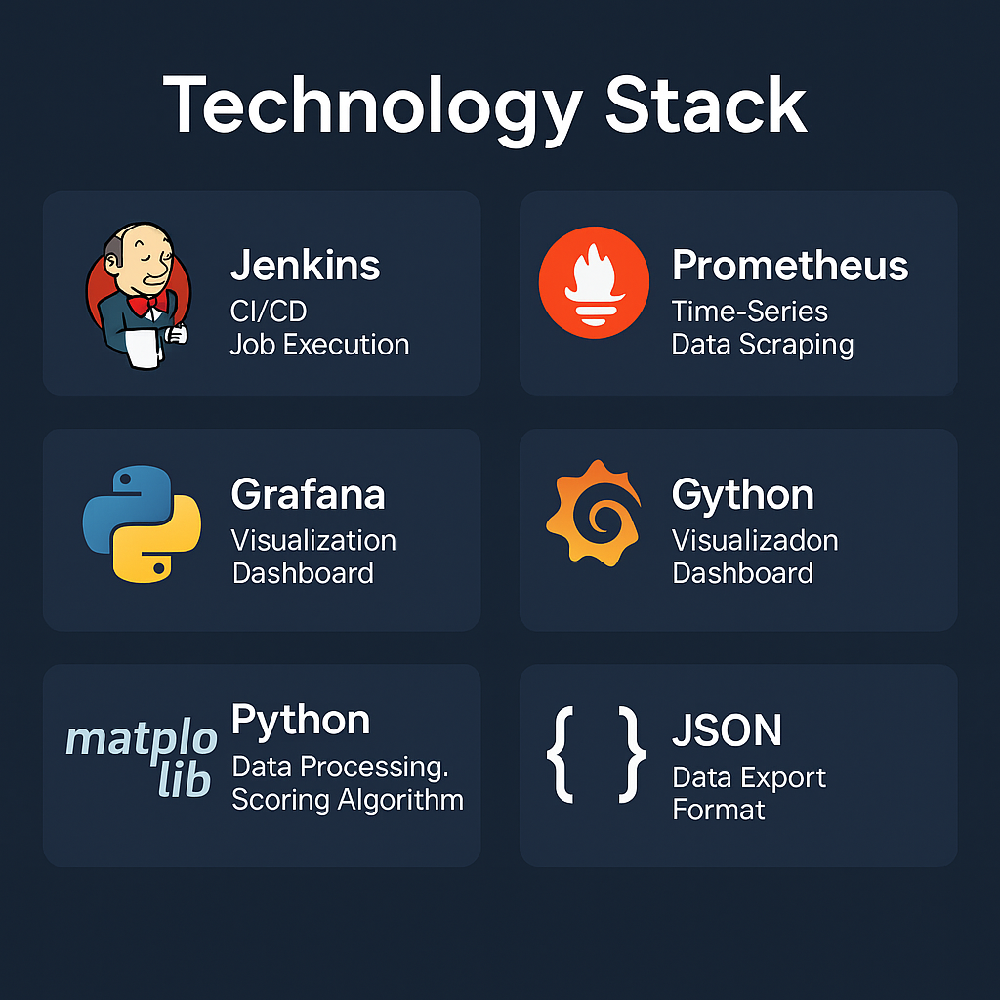 Technology Stack
Jenkins
CI/CD
Job Execution
Prometheus
Time-Series
Data Scraping
Grafana
Visualization
Dashboard
Gython
Visualizadon
Dashboard
matplo
lib
Python
Data Processing.
Scoring Algorithm
{ }
JSON
Data Export
Format